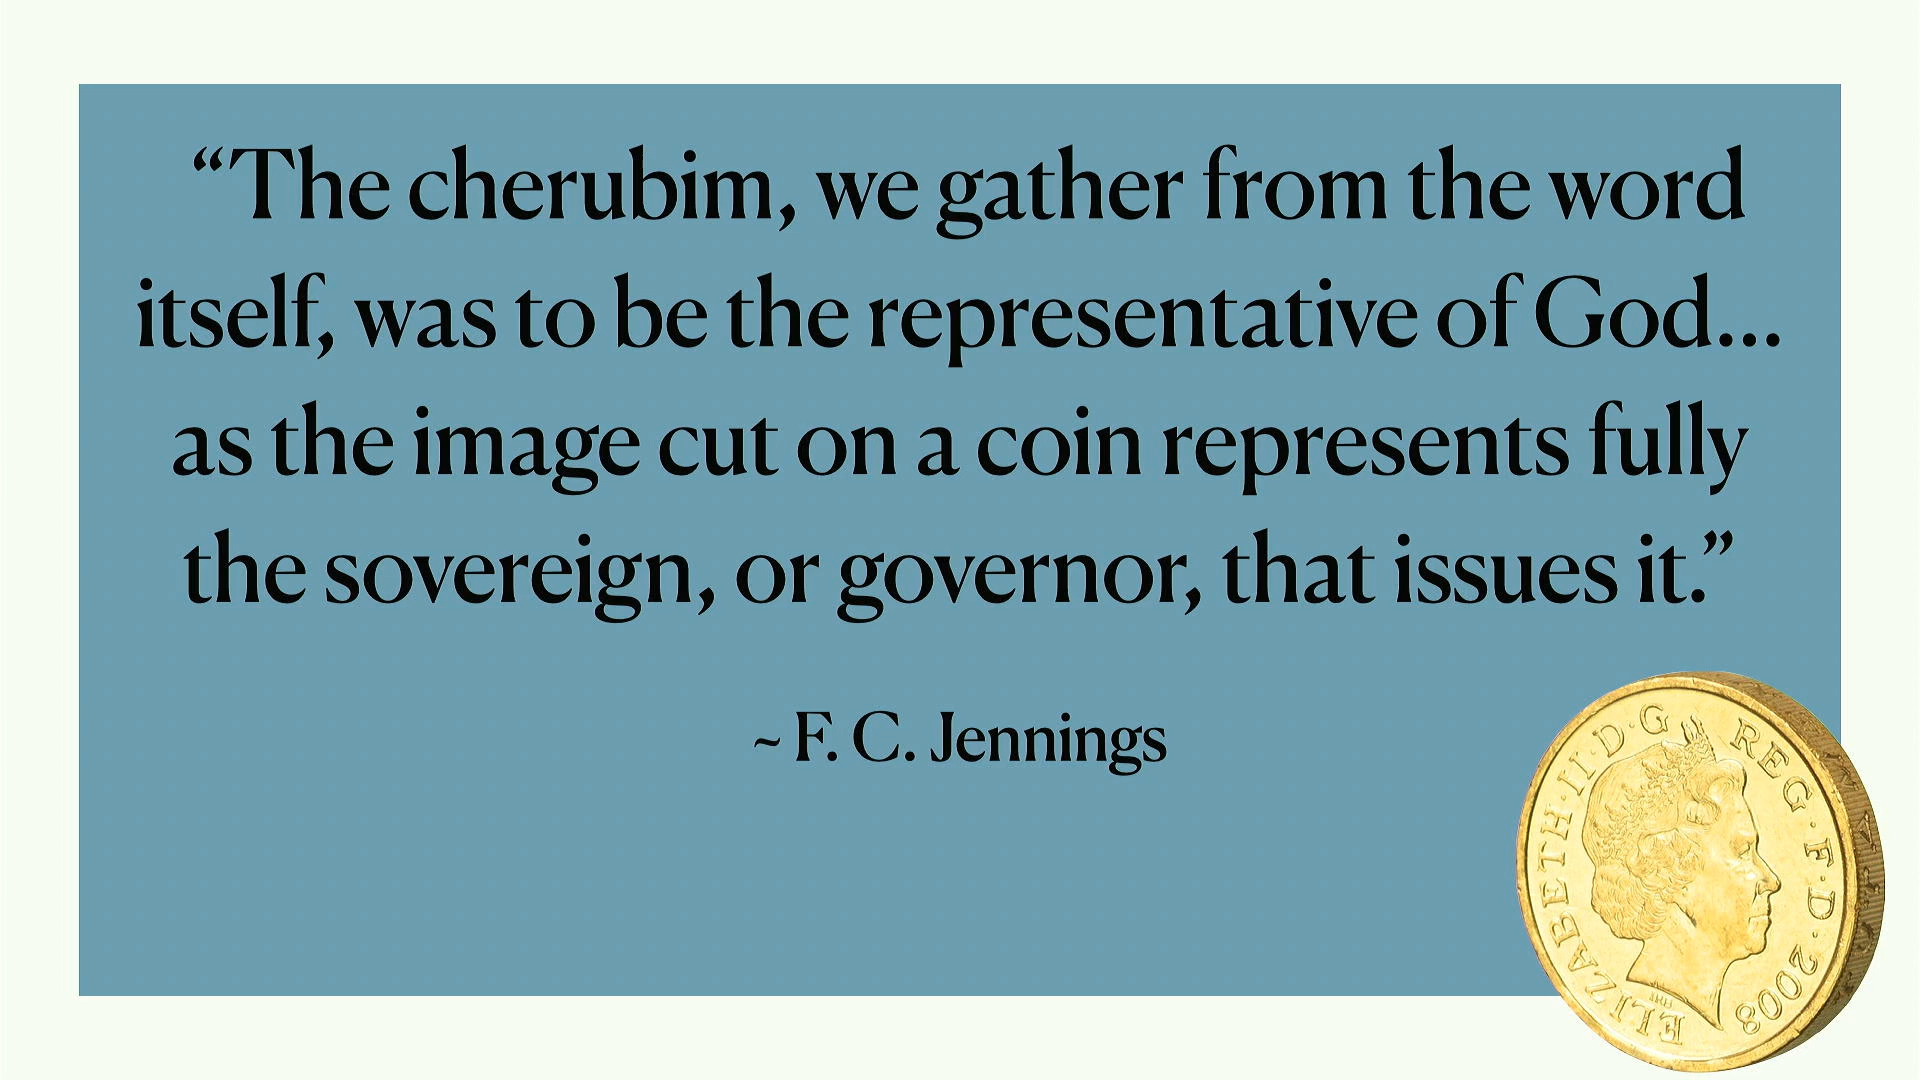 “The cherubim, we gather from the word
itself, was to be the representative of God...
as the image cut on a coin represents fully
the sovereign, or governor, that issues it.”
~ F. C. Jennings
ELIZABETH·II·D·G REG·F·D·2008
IRB